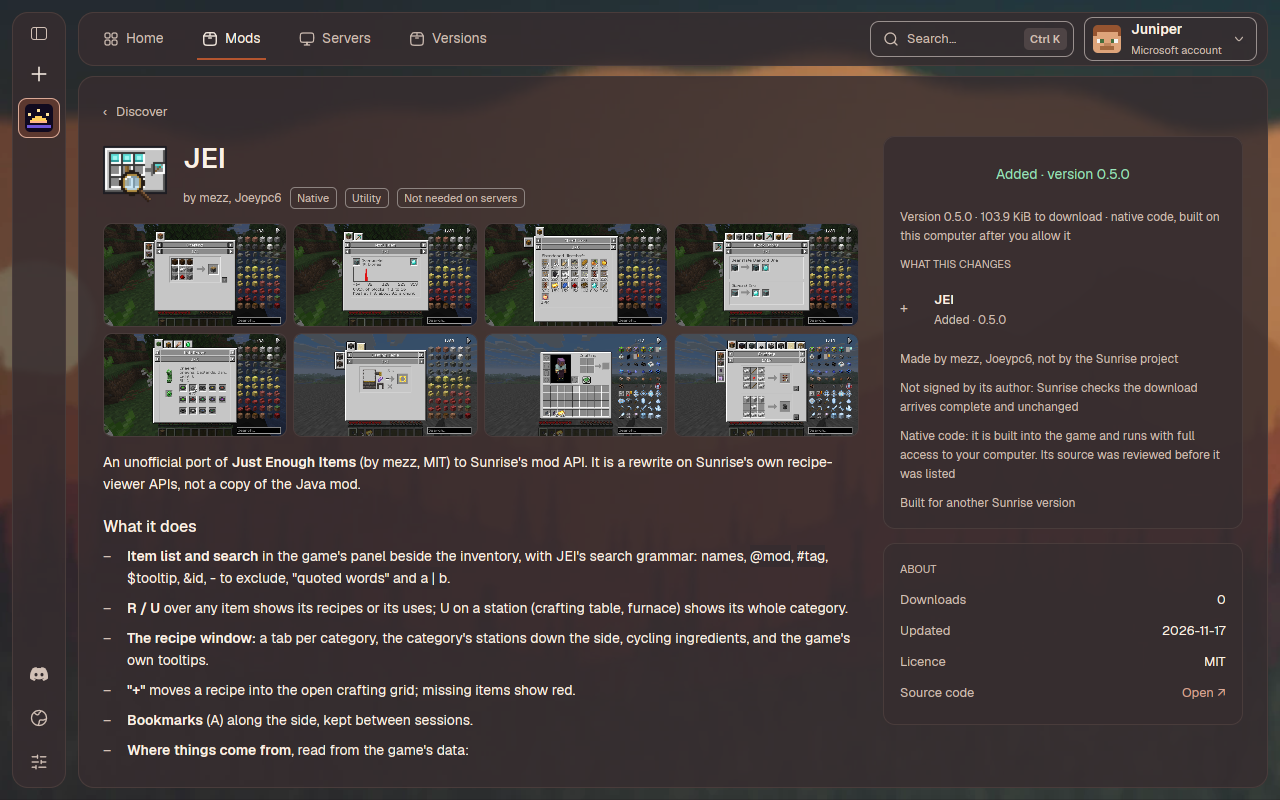 Home
Mods
Servers
Versions
Search...
Ctrl K
Juniper
Microsoft account
‹ Discover
JEI
by mezz, Joeypc6
Native
Utility
Not needed on servers
An unofficial port of Just Enough Items (by mezz, MIT) to Sunrise's mod API. It is a rewrite on Sunrise's own recipe-
viewer APIs, not a copy of the Java mod.
What it does
– Item list and search in the game's panel beside the inventory, with JEI's search grammar: names, @mod, #tag,
$tooltip, &id, - to exclude, "quoted words" and a | b.
– R / U over any item shows its recipes or its uses; U on a station (crafting table, furnace) shows its whole category.
– The recipe window: a tab per category, the category's stations down the side, cycling ingredients, and the game's
own tooltips.
– "+" moves a recipe into the open crafting grid; missing items show red.
– Bookmarks (A) along the side, kept between sessions.
– Where things come from, read from the game's data:
Added · version 0.5.0
Version 0.5.0 · 103.9 KiB to download · native code, built on
this computer after you allow it
WHAT THIS CHANGES
+ JEI
Added · 0.5.0
Made by mezz, Joeypc6, not by the Sunrise project
Not signed by its author: Sunrise checks the download
arrives complete and unchanged
Native code: it is built into the game and runs with full
access to your computer. Its source was reviewed before it
was listed
Built for another Sunrise version
ABOUT
Downloads 0
Updated 2026-11-17
Licence MIT
Source code Open ↗